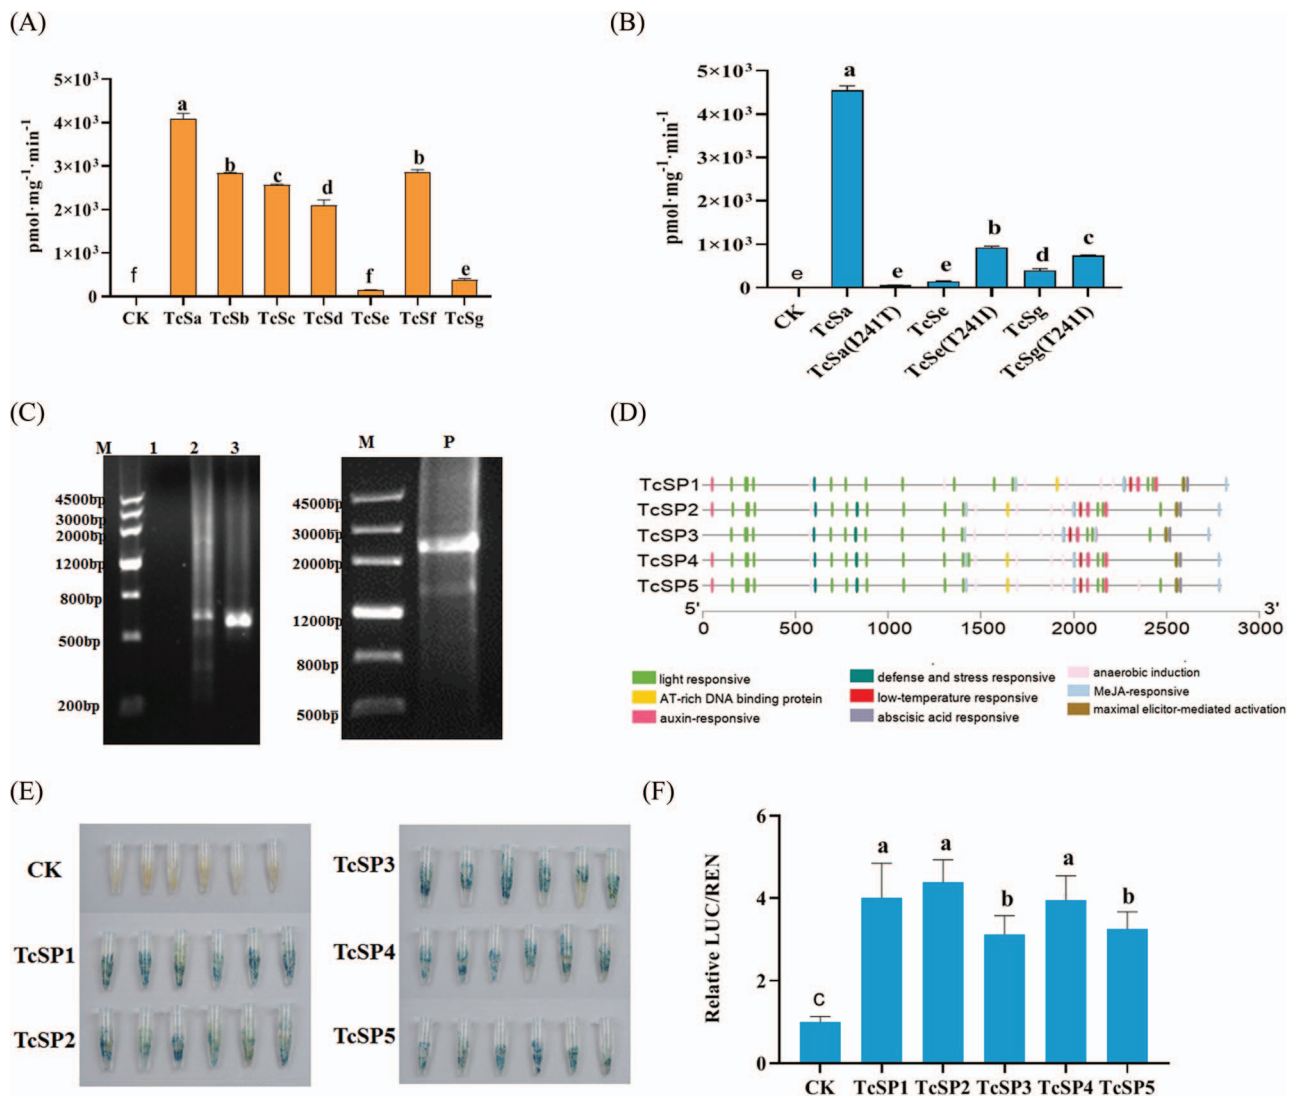 (A)
5×10³
4×10³
3×10³
2×10³
1×10³
0
pmol·mg⁻¹·min⁻¹
f a b c d f b e
CK TcSa TcSb TcSc TcSd TcSe TcSf TcSg
(B)
5×10³
4×10³
3×10³
2×10³
1×10³
0
pmol·mg⁻¹·min⁻¹
e a e e b d c
CK TcSa TcSa(I241T) TcSe TcSe(T241I) TcSg TcSg(T241I)
(C)
M 1 2 3
4500bp
3000bp
2000bp
1200bp
800bp
500bp
200bp
M P
4500bp
3000bp
2000bp
1200bp
800bp
500bp
(D)
TcSP1
TcSP2
TcSP3
TcSP4
TcSP5
5' 3'
0 500 1000 1500 2000 2500 3000
light responsive
AT-rich DNA binding protein
auxin-responsive
defense and stress responsive
low-temperature responsive
abscisic acid responsive
anaerobic induction
MeJA-responsive
maximal elicitor-mediated activation
(E)
CK
TcSP1
TcSP2
TcSP3
TcSP4
TcSP5
(F)
6
4
2
0
Relative LUC/REN
c a a b a b
CK TcSP1 TcSP2 TcSP3 TcSP4 TcSP5